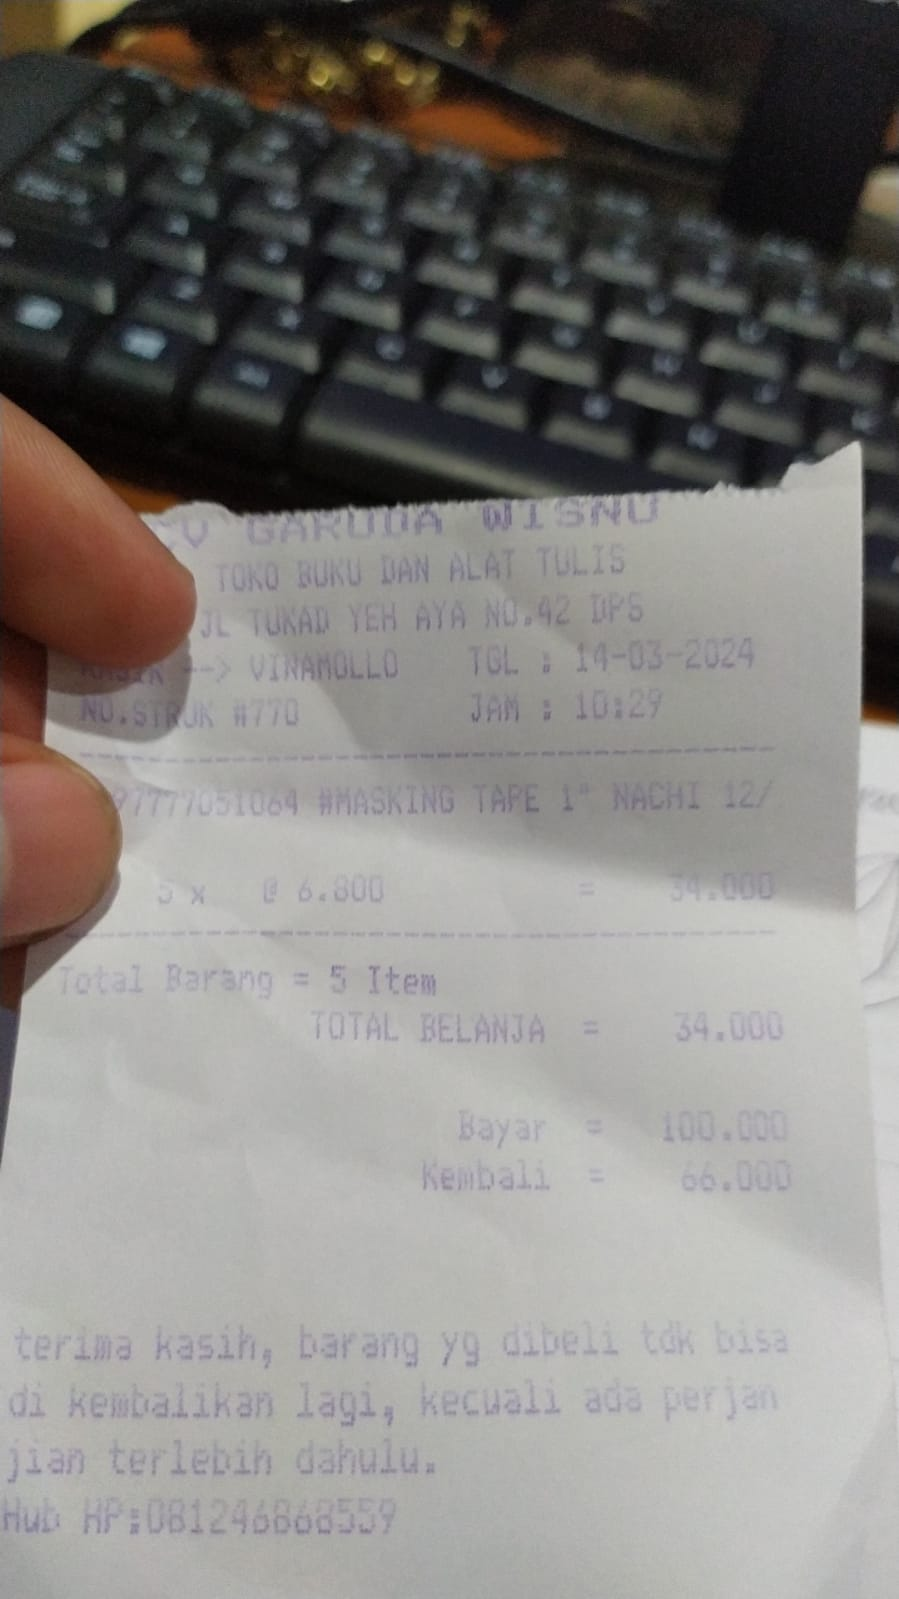 CV GARUDA WISNU
TOKO BUKU DAN ALAT TULIS
JL TUKAD YEH AYA NO.42 DPS
KASIR --> VINAMOLLO TGL : 14-03-2024
NO.STRUK #770 JAM : 10:29
97777051064 #MASKING TAPE 1" NACHI 12/
5 x @ 6.800 = 34.000
Total Barang = 5 Item
TOTAL BELANJA = 34.000
Bayar = 100.000
Kembali = 66.000
terima kasih, barang yg dibeli tdk bisa
di kembalikan lagi, kecuali ada perjan
jian terlebih dahulu.
Hub HP:081246868559